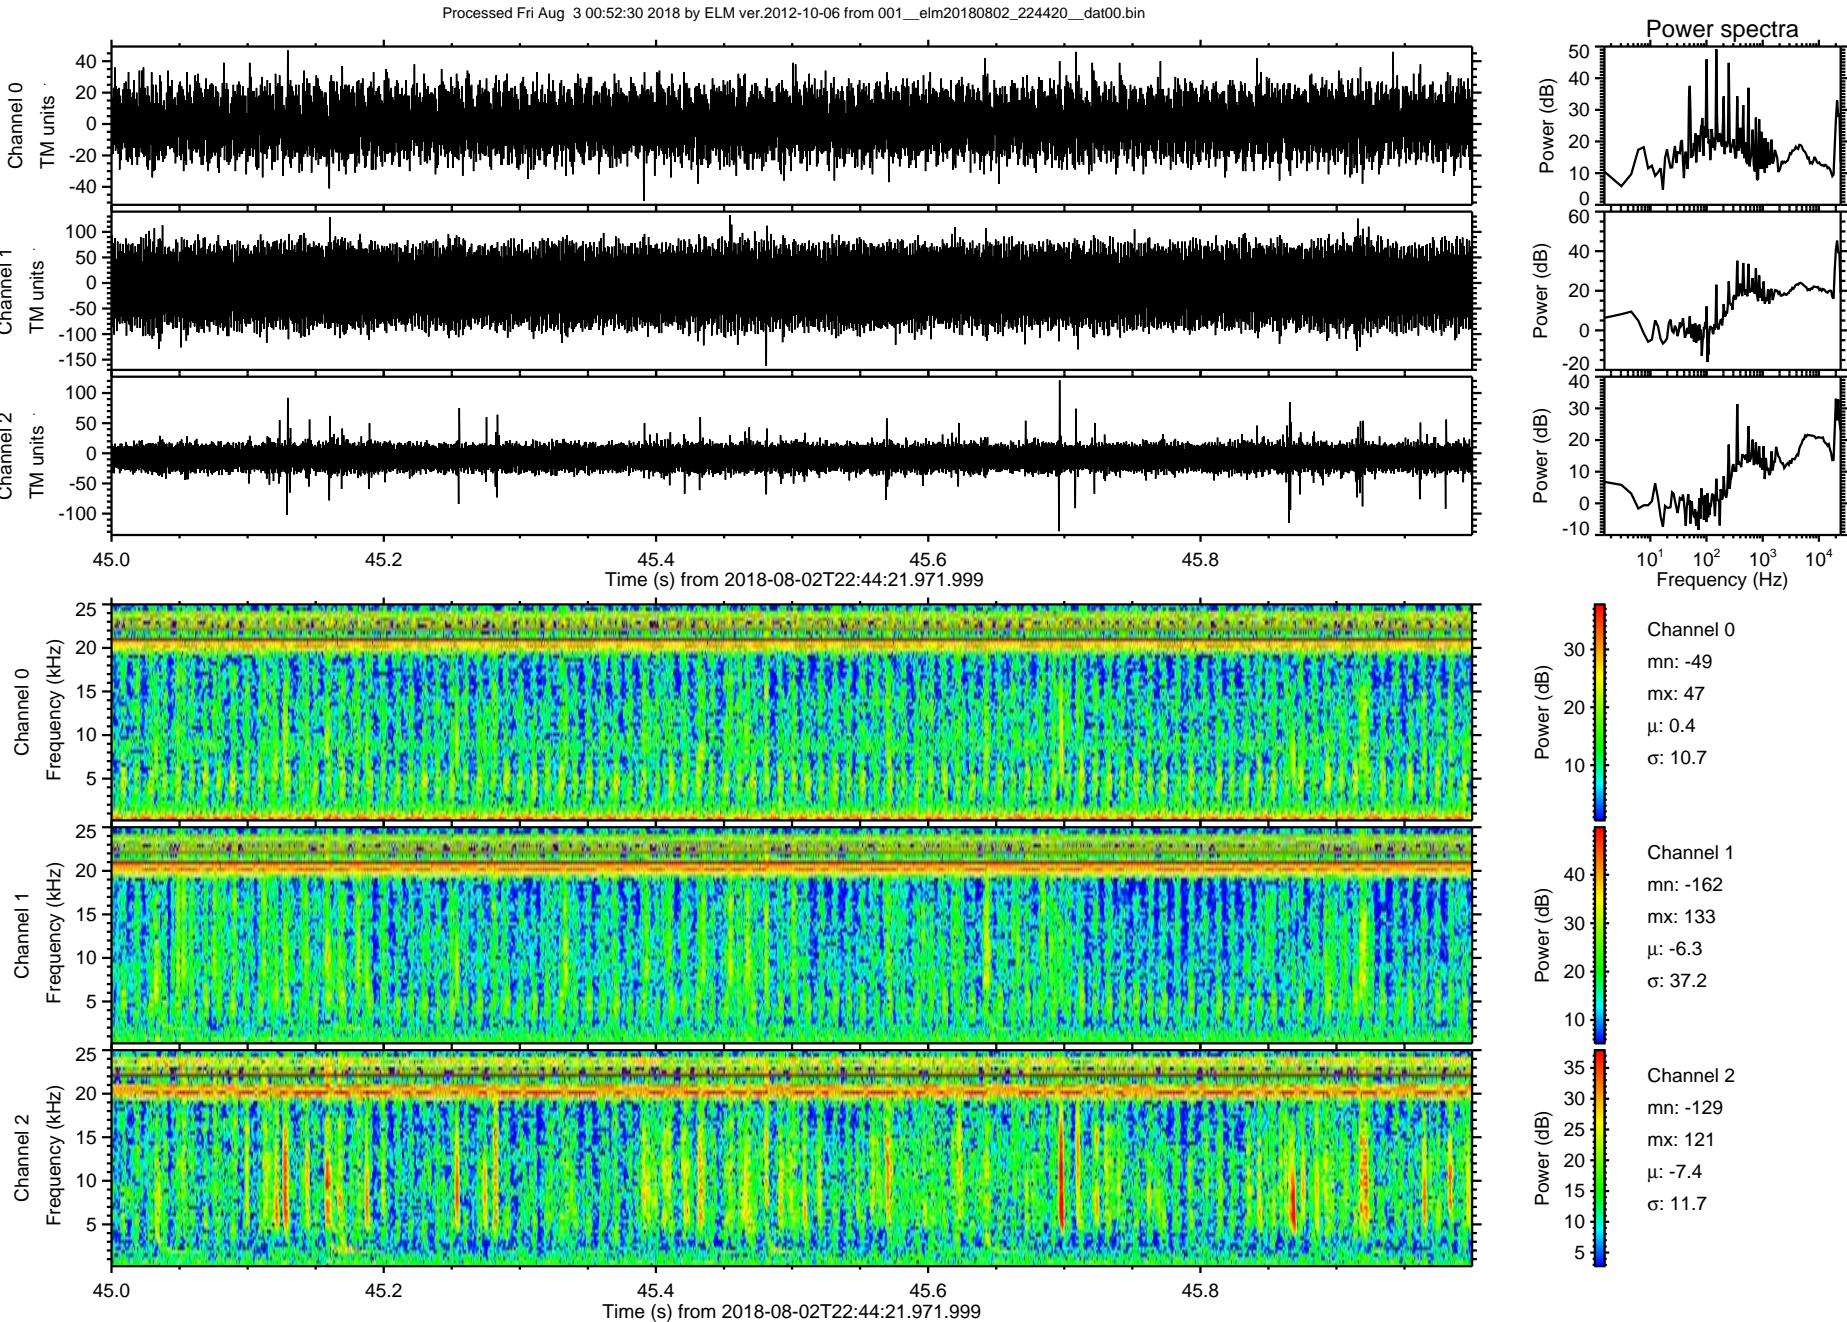 Processed Fri Aug  3 00:52:30 2018 by ELM ver.2012-10-06 from 001__elm20180802_224420__dat00.bin
Power spectra
Channel 0
TM units
40
20
0
-20
-40
Power (dB)
50
40
30
20
10
0
Channel 1
TM units
100
50
0
-50
-100
-150
Power (dB)
60
40
20
0
-20
Channel 2
TM units
100
50
0
-50
-100
Power (dB)
40
30
20
10
0
-10
45.0 45.2 45.4 45.6 45.8
Time (s) from 2018-08-02T22:44:21.971.999
10^1 10^2 10^3 10^4
Frequency (Hz)
Channel 0
Frequency (kHz)
25
20
15
10
5
Power (dB)
30
20
10
Channel 0
mn: -49
mx: 47
μ: 0.4
σ: 10.7
Channel 1
Frequency (kHz)
25
20
15
10
5
Power (dB)
40
30
20
10
Channel 1
mn: -162
mx: 133
μ: -6.3
σ: 37.2
Channel 2
Frequency (kHz)
25
20
15
10
5
Power (dB)
35
30
25
20
15
10
5
Channel 2
mn: -129
mx: 121
μ: -7.4
σ: 11.7
45.0 45.2 45.4 45.6 45.8
Time (s) from 2018-08-02T22:44:21.971.999